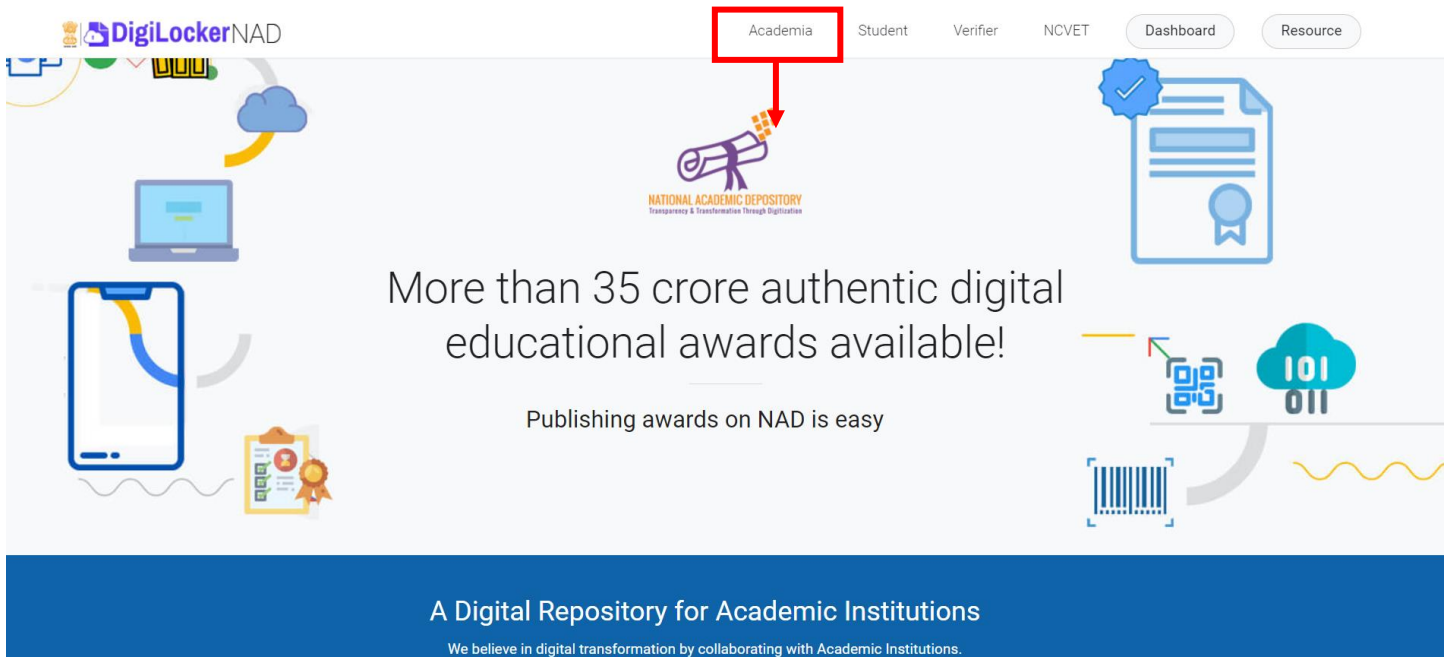 DigiLockerNAD
Academia Student Verifier NCVET Dashboard Resource
NATIONAL ACADEMIC DEPOSITORY
Transparency & Transformation Through Digitization
More than 35 crore authentic digital
educational awards available!
Publishing awards on NAD is easy
101
011
A Digital Repository for Academic Institutions
We believe in digital transformation by collaborating with Academic Institutions.